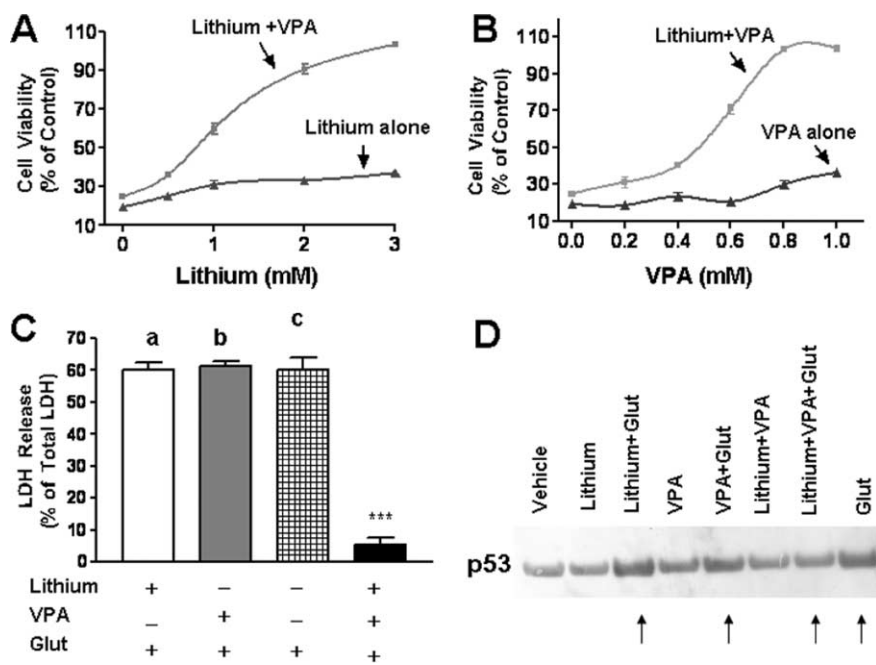 A
Lithium +VPA
Lithium alone
Cell Viability
(% of Control)
110
90
70
50
30
10
0
1
2
3
Lithium (mM)
B
Lithium+VPA
VPA alone
Cell Viability
(% of Control)
110
90
70
50
30
10
0.0
0.2
0.4
0.6
0.8
1.0
VPA (mM)
C
LDH Release
(% of Total LDH)
70
60
50
40
30
20
10
0
a
b
c
***
Lithium + – – +
VPA – + – +
Glut + + + +
D
Vehicle
Lithium
Lithium+Glut
VPA
VPA+Glut
Lithium+VPA
Lithium+VPA+Glut
Glut
p53